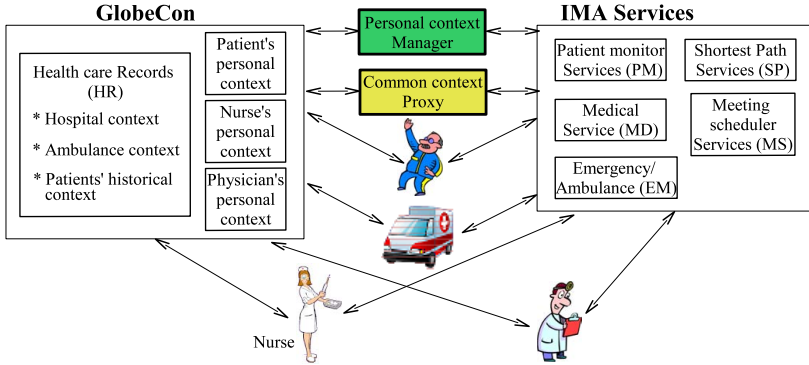 GlobeCon
Health care Records
(HR)
* Hospital context
* Ambulance context
* Patients' historical
context
Patient's
personal
context
Nurse's
personal
context
Physician's
personal
context
Personal context
Manager
Common context
Proxy
IMA Services
Patient monitor
Services (PM)
Shortest Path
Services (SP)
Medical
Service (MD)
Meeting
scheduler
Services (MS)
Emergency/
Ambulance (EM)
Nurse